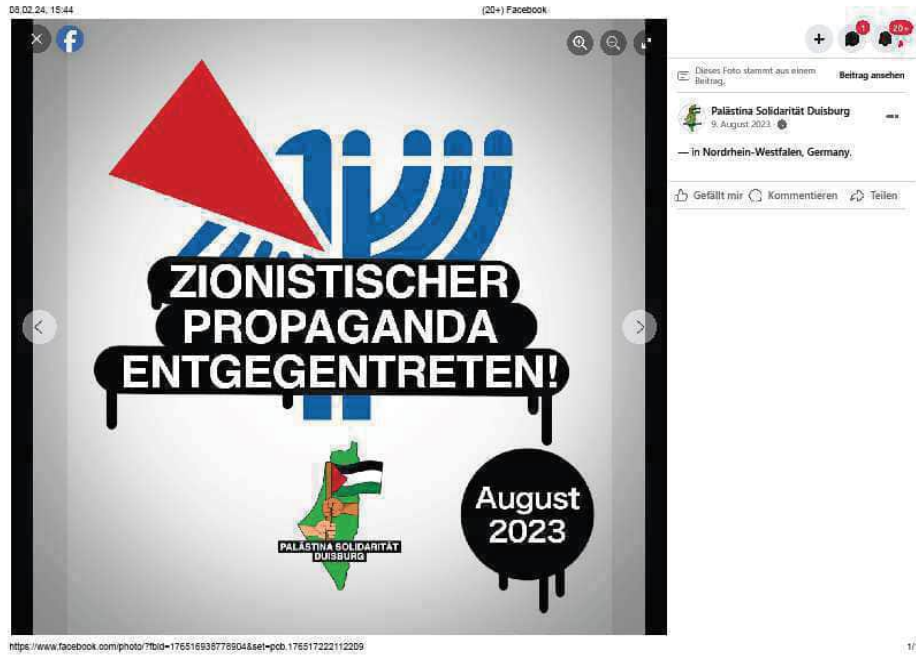 08.02.24, 15:44
(20+) Facebook
1
20+
Dieses Foto stammt aus einem
Beitrag.
Beitrag ansehen
Palästina Solidarität Duisburg
9. August 2023
— in Nordrhein-Westfalen, Germany.
Gefällt mir Kommentieren Teilen
ZIONISTISCHER
PROPAGANDA
ENTGEGENTRETEN!
PALÄSTINA SOLIDARITÄT
DUISBURG
August
2023
https://www.facebook.com/photo/?fbid=176516938778904&set=pcb.176517222112209
1/